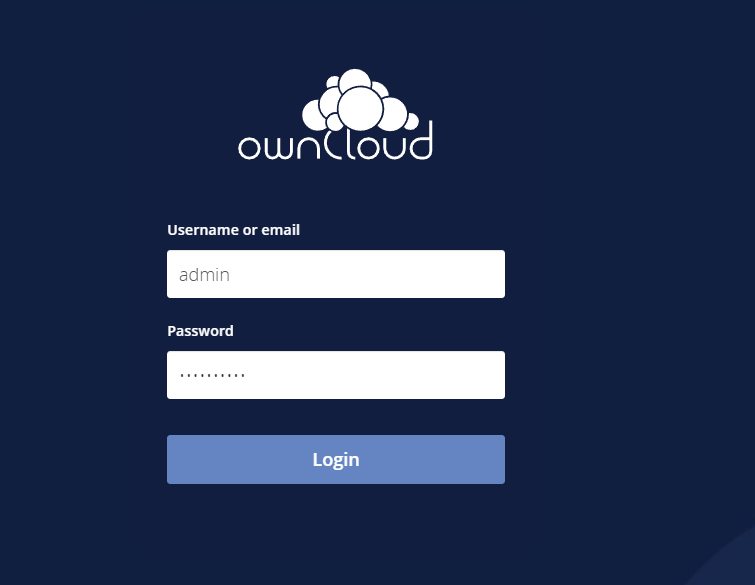 ownCloud
Username or email
admin
Password
••••••••••
Login